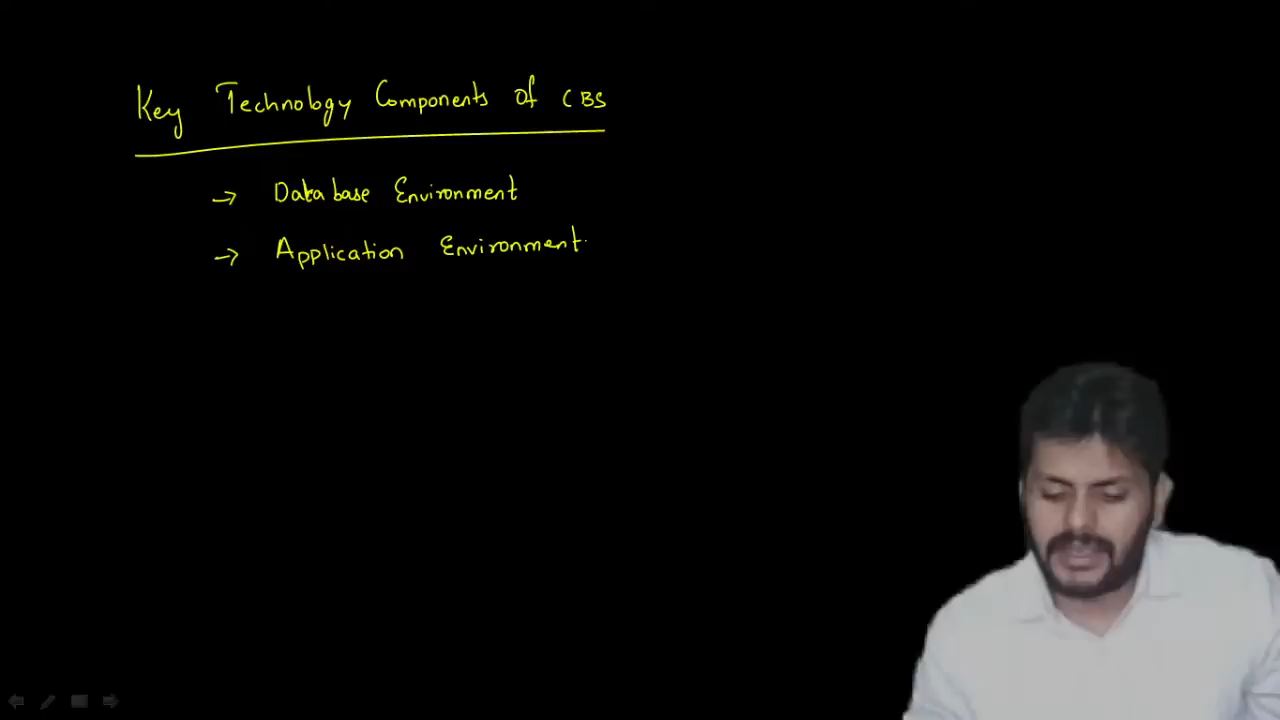 Key Technology Components Of CBS
→ Database Environment
→ Application Environment.